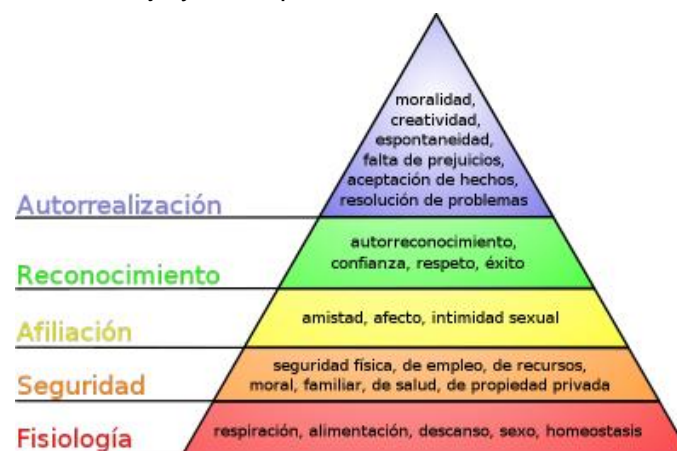 moralidad,
creatividad,
espontaneidad,
falta de prejuicios,
aceptación de hechos,
resolución de problemas
Autorrealización
autorreconocimiento,
confianza, respeto, éxito
Reconocimiento
amistad, afecto, intimidad sexual
Afiliación
seguridad física, de empleo, de recursos,
moral, familiar, de salud, de propiedad privada
Seguridad
respiración, alimentación, descanso, sexo, homeostasis
Fisiología